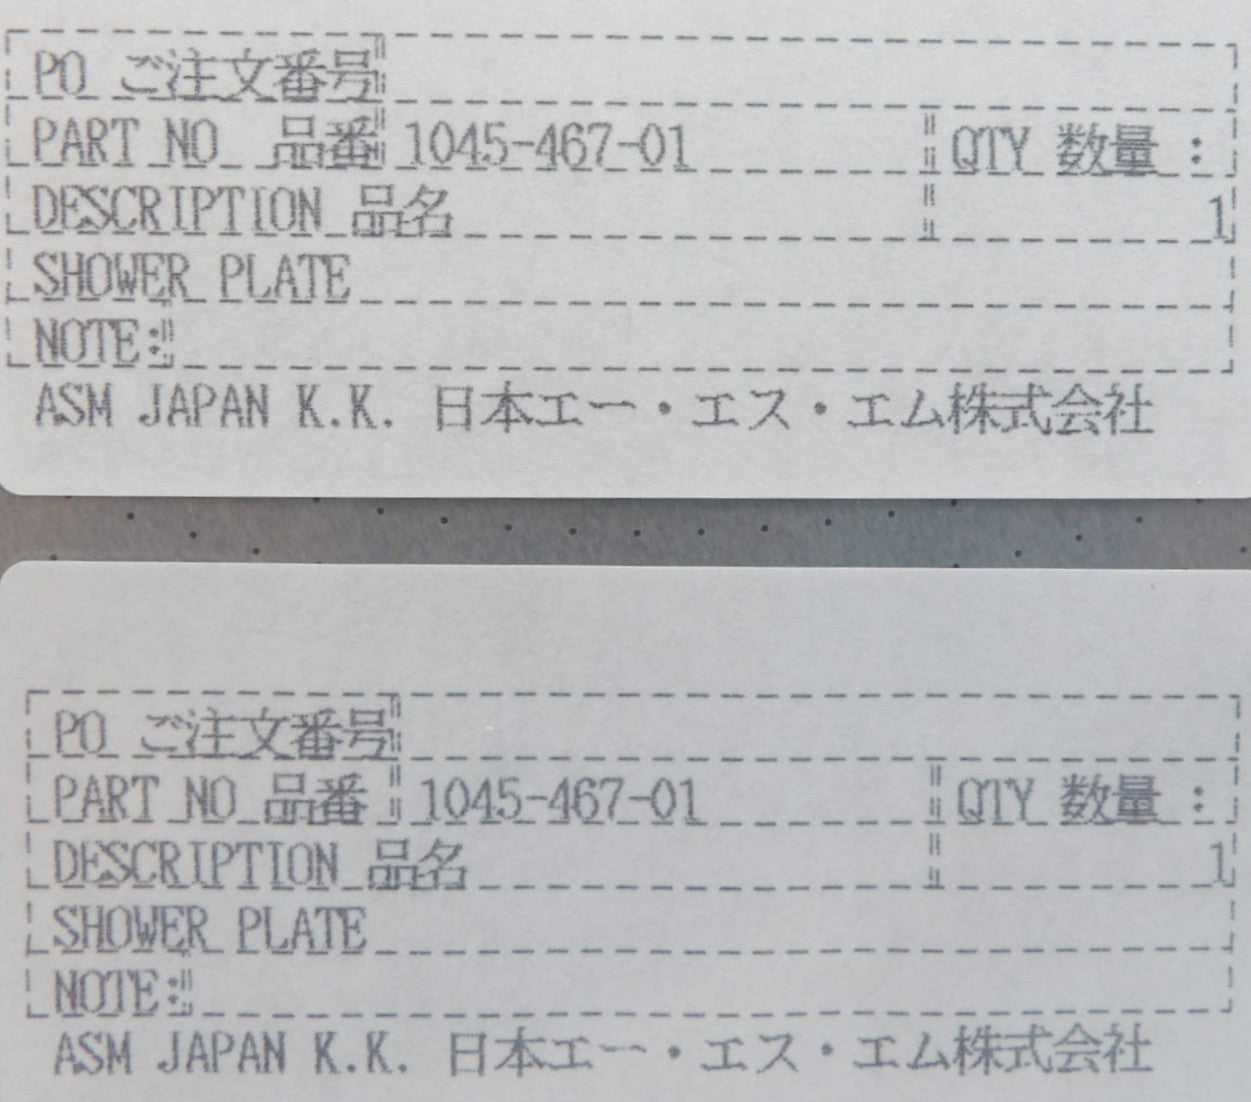 PO ご注文番号
PART NO 品番 1045-467-01 QTY 数量 :
DESCRIPTION 品名 1
SHOWER PLATE
NOTE:
ASM JAPAN K.K. 日本エー・エス・エム株式会社
PO ご注文番号
PART NO 品番 1045-467-01 QTY 数量 :
DESCRIPTION 品名 1
SHOWER PLATE
NOTE:
ASM JAPAN K.K. 日本エー・エス・エム株式会社